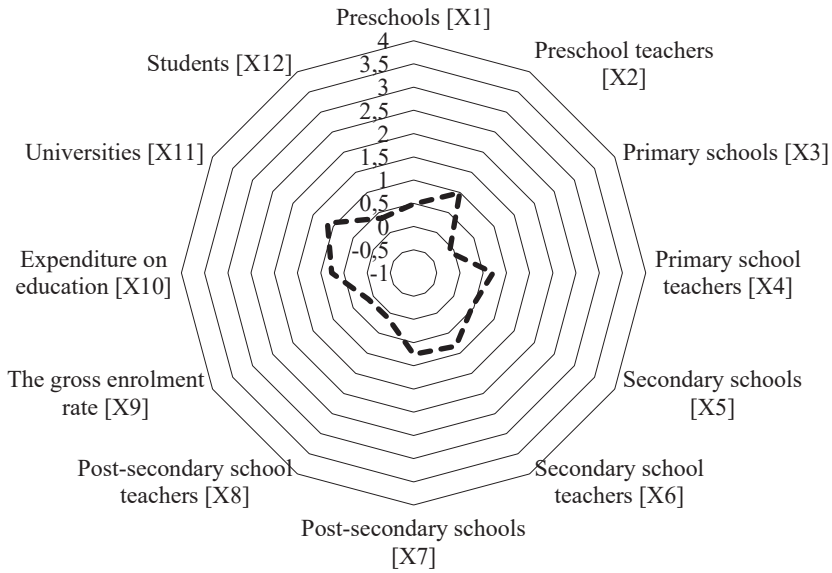 Preschools [X1]
4
3,5
3
2,5
2
1,5
1
0,5
0
-0,5
-1
Preschool teachers
[X2]
Primary schools [X3]
Primary school
teachers [X4]
Secondary schools
[X5]
Secondary school
teachers [X6]
Post-secondary schools
[X7]
Post-secondary school
teachers [X8]
The gross enrolment
rate [X9]
Expenditure on
education [X10]
Universities [X11]
Students [X12]